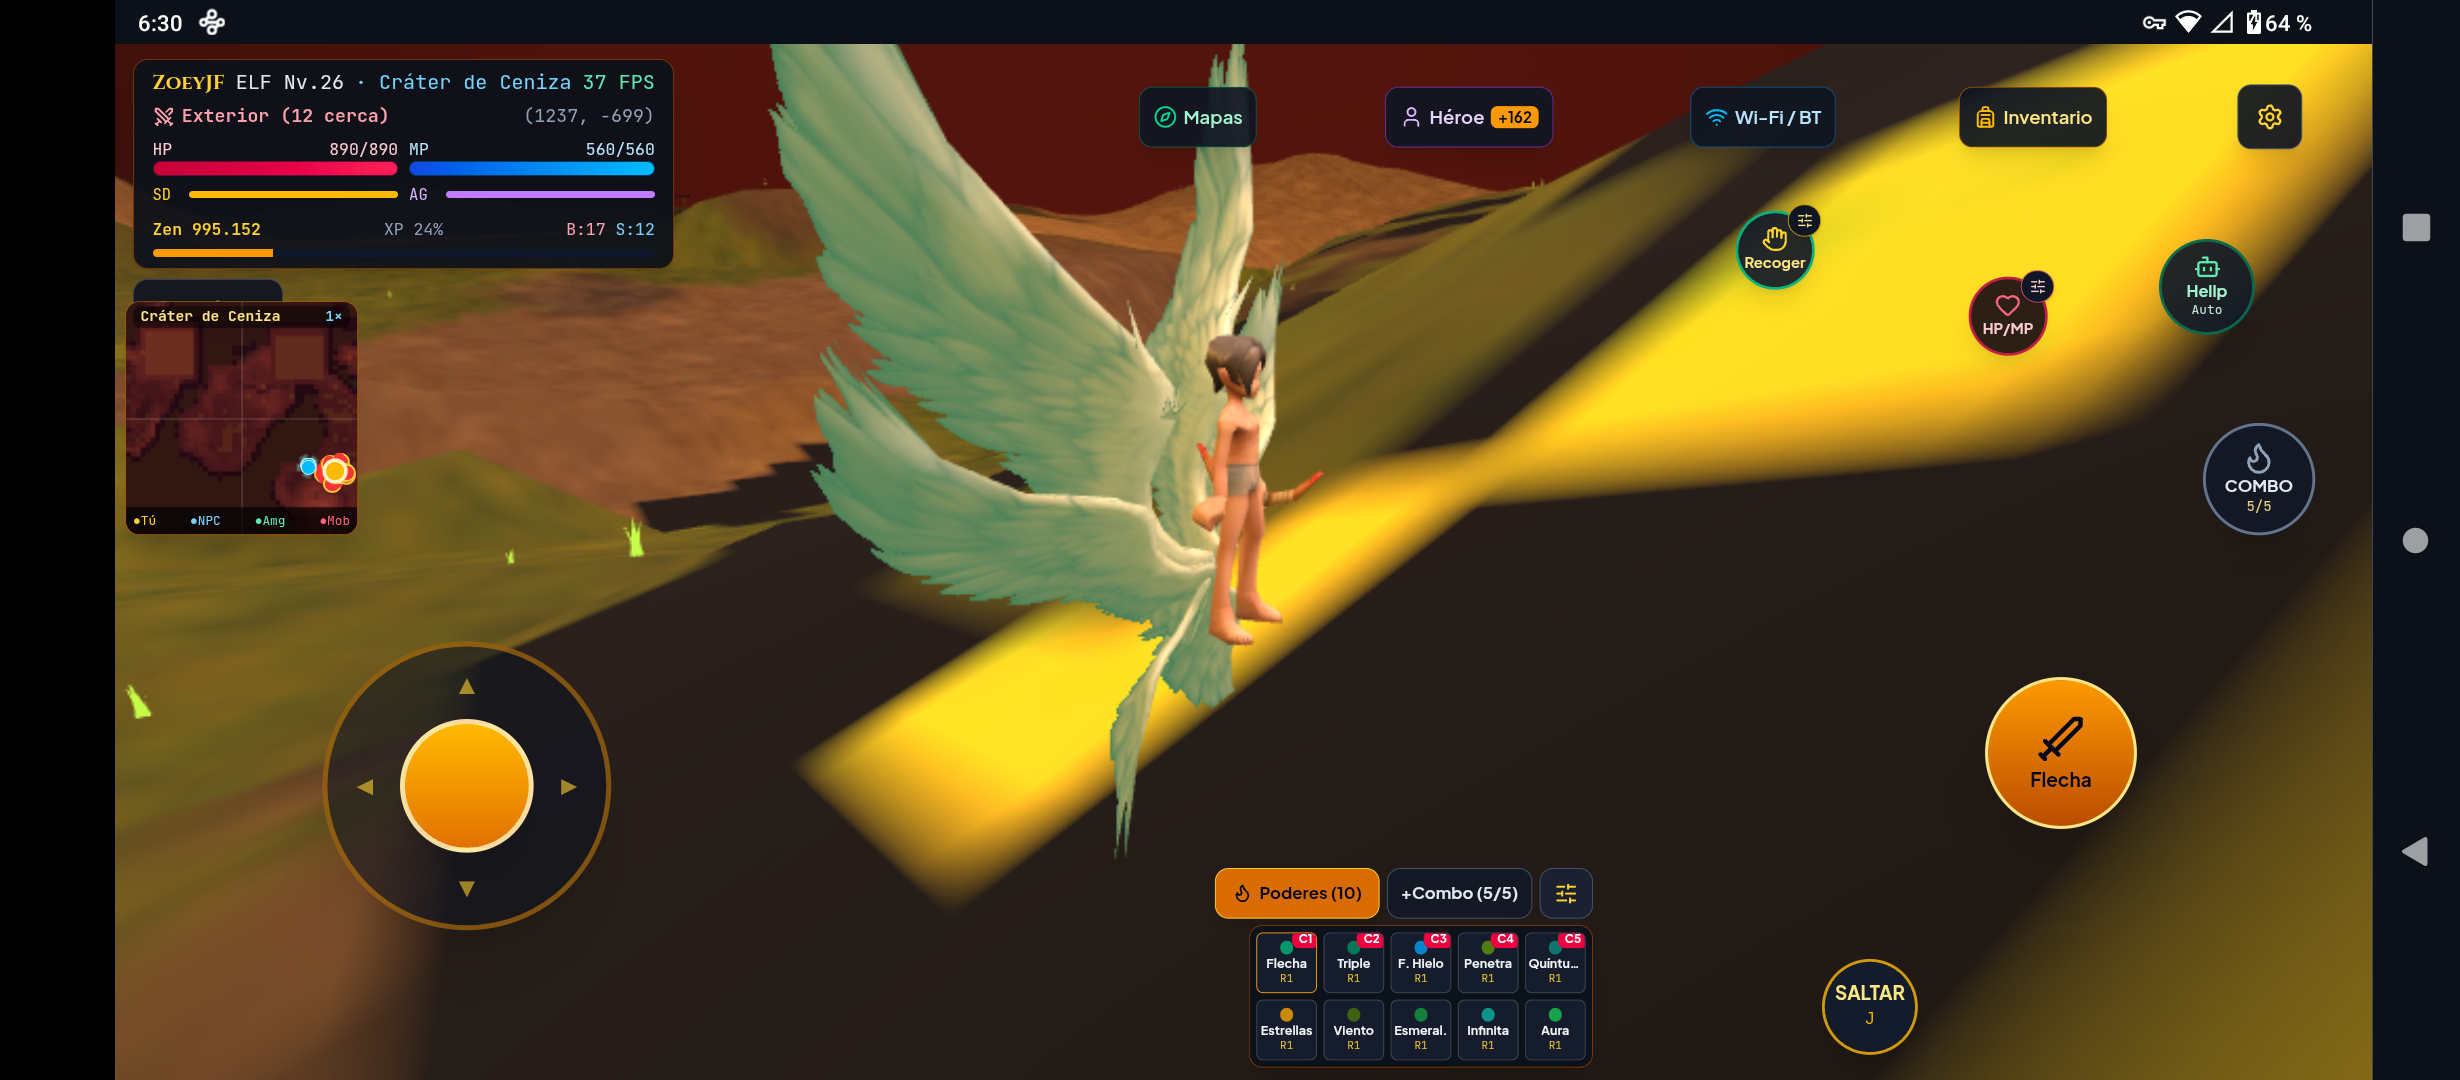 6:30
64 %
ZOEYJF ELF Nv.26 · Cráter de Ceniza 37 FPS
Exterior (12 cerca) (1237, -699)
HP 890/890 MP 560/560
SD AG
Zen 995.152 XP 24% B:17 S:12
Mapas
Héroe +162
Wi-Fi / BT
Inventario
Recoger
HP/MP
Hellp
Auto
Cráter de Ceniza 1×
Tú NPC Amg Mob
COMBO
5/5
Flecha
Poderes (10) +Combo (5/5)
C1 C2 C3 C4 C5
Flecha Triple F. Hielo Penetra Quíntu...
R1 R1 R1 R1 R1
Estrellas Viento Esmeral. Infinita Aura
R1 R1 R1 R1 R1
SALTAR
J